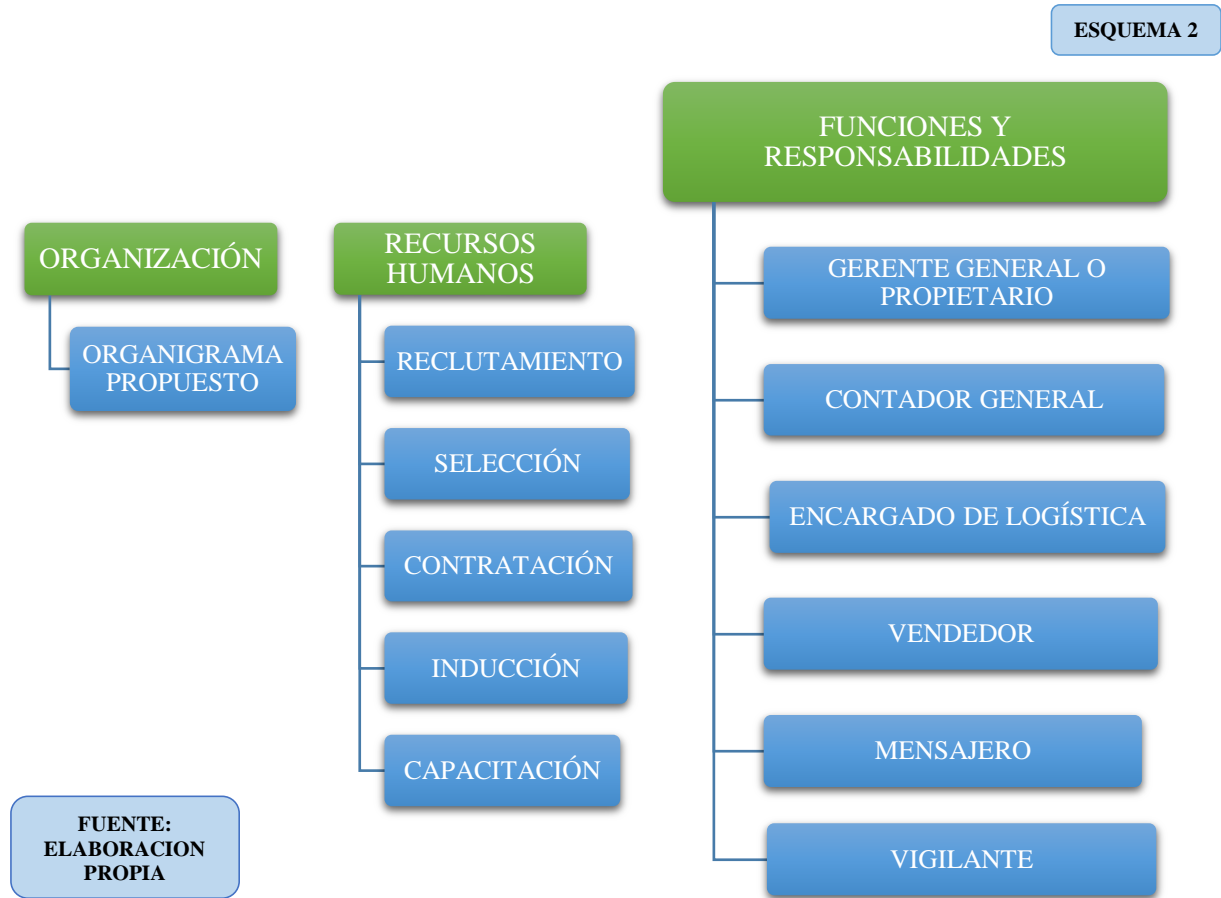 ESQUEMA 2
ORGANIZACIÓN
ORGANIGRAMA
PROPUESTO
RECURSOS
HUMANOS
RECLUTAMIENTO
SELECCIÓN
CONTRATACIÓN
INDUCCIÓN
CAPACITACIÓN
FUNCIONES Y
RESPONSABILIDADES
GERENTE GENERAL O
PROPIETARIO
CONTADOR GENERAL
ENCARGADO DE LOGÍSTICA
VENDEDOR
MENSAJERO
VIGILANTE
FUENTE:
ELABORACION
PROPIA